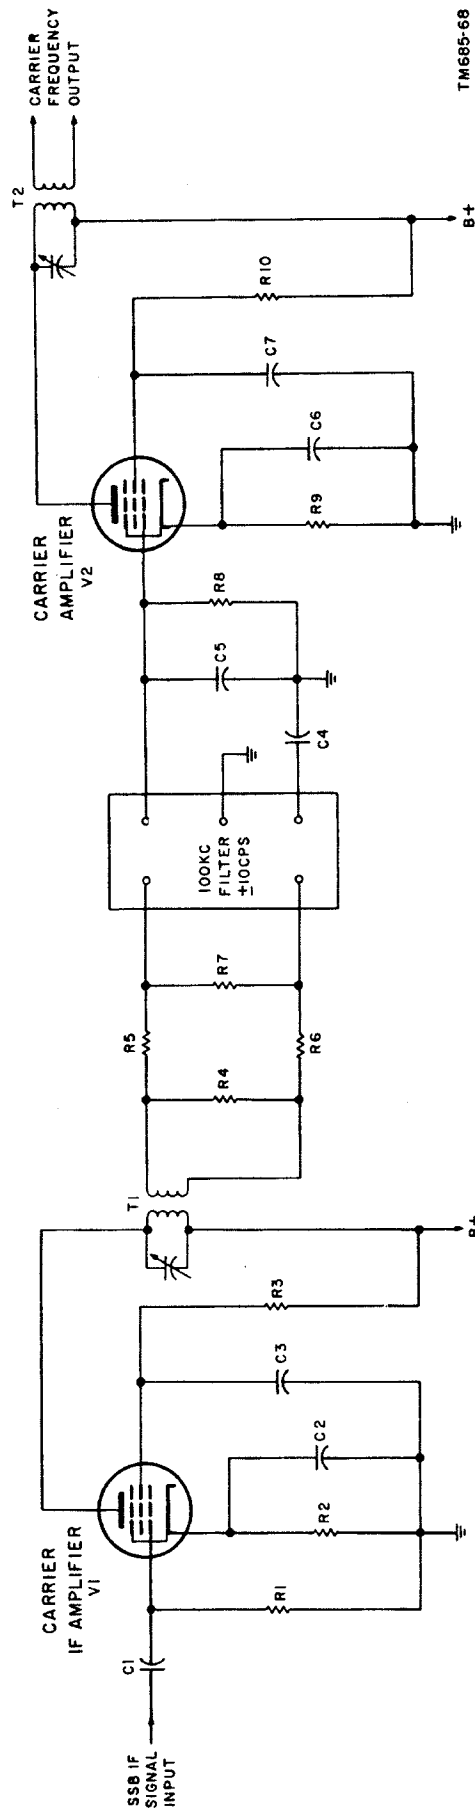 SSB IF
SIGNAL
INPUT
C1
CARRIER
IF AMPLIFIER
V1
R1
R2
C2
C3
R3
B+
T1
R4
R5
R6
R7
100KC
FILTER
±10CPS
C4
C5
R8
CARRIER
AMPLIFIER
V2
R9
C6
C7
R10
B+
T2
CARRIER
FREQUENCY
OUTPUT
TM685-68